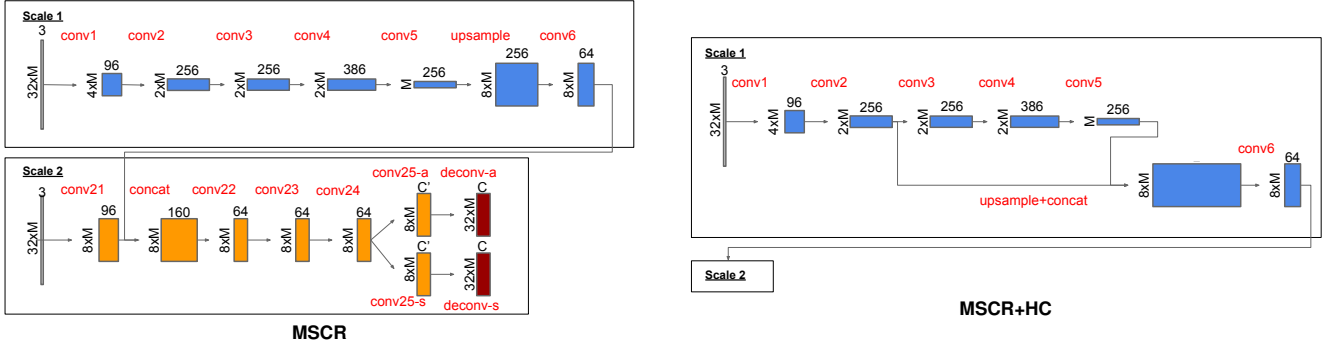 Scale 1
3
conv1 conv2 conv3 conv4 conv5 upsample conv6
96 256 256 386 256 256 64
32xM 4xM 2xM 2xM 2xM M 8xM 8xM
Scale 2
3
conv21 concat conv22 conv23 conv24 conv25-a deconv-a
96 160 64 64 64 C' C
32xM 8xM 8xM 8xM 8xM 8xM 8xM 32xM
C' C
8xM 32xM
conv25-s deconv-s
MSCR
Scale 1
3
conv1 conv2 conv3 conv4 conv5
96 256 256 386 256
32xM 4xM 2xM 2xM 2xM M
conv6
64
8xM 8xM
upsample+concat
Scale 2
MSCR+HC